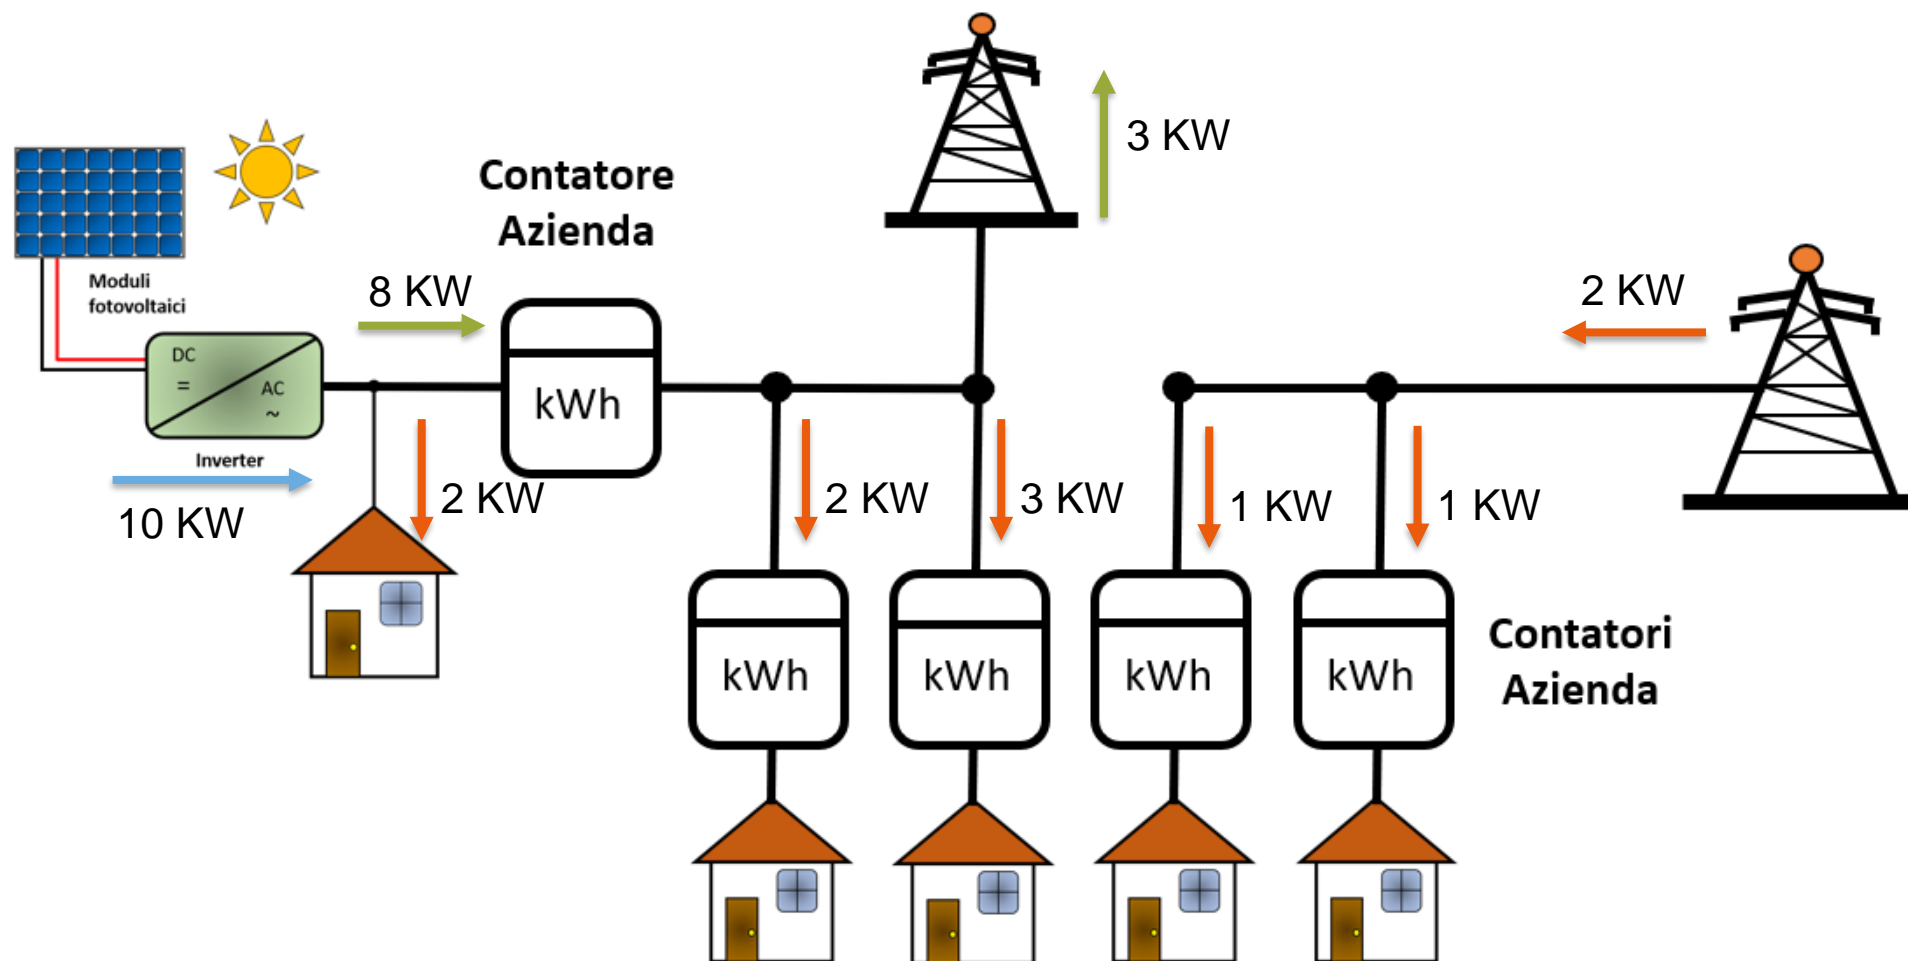 3 KW
Contatore
Azienda
Moduli
fotovoltaici
8 KW
2 KW
DC
=
AC
~
kWh
Inverter
10 KW
2 KW
2 KW
3 KW
1 KW
1 KW
kWh
kWh
kWh
kWh
Contatori
Azienda